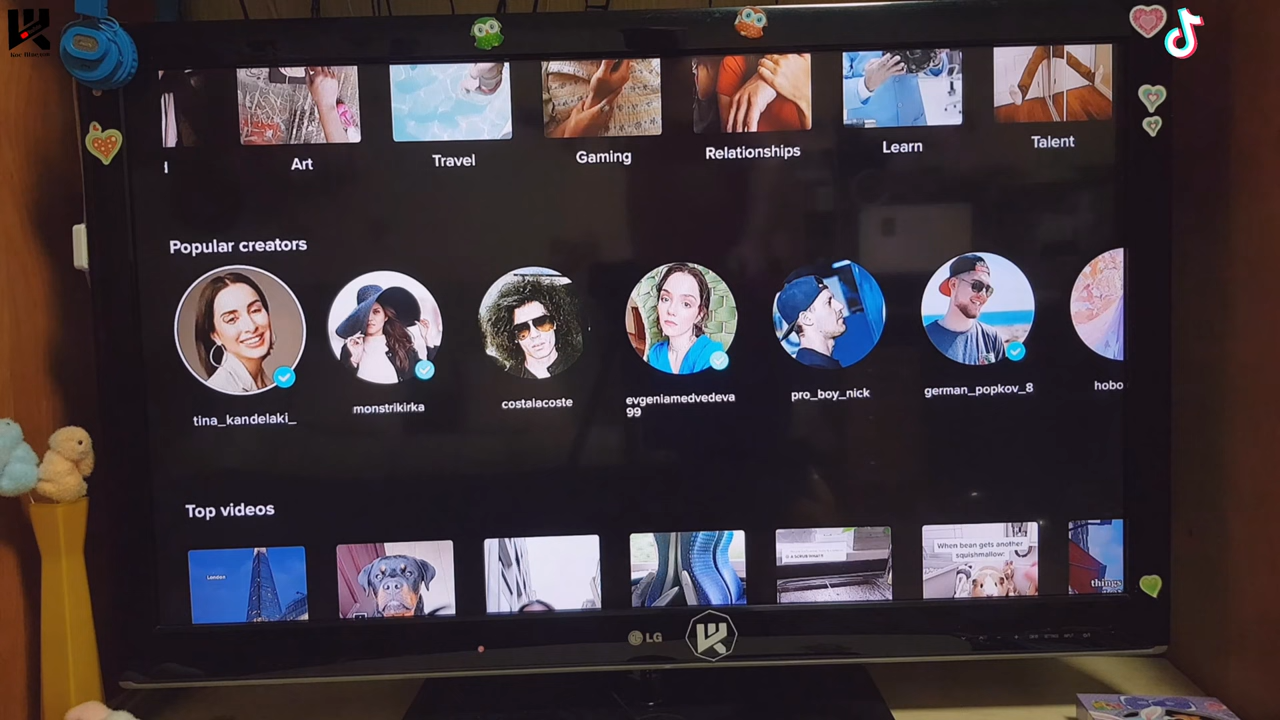 Art
Travel
Gaming
Relationships
Learn
Talent
Popular creators
tina_kandelaki_
monstrikirka
costalacoste
evgeniamedvedeva
99
pro_boy_nick
german_popkov_8
hobo
Top videos
London
When bean gets another
squishmallow:
things
LG